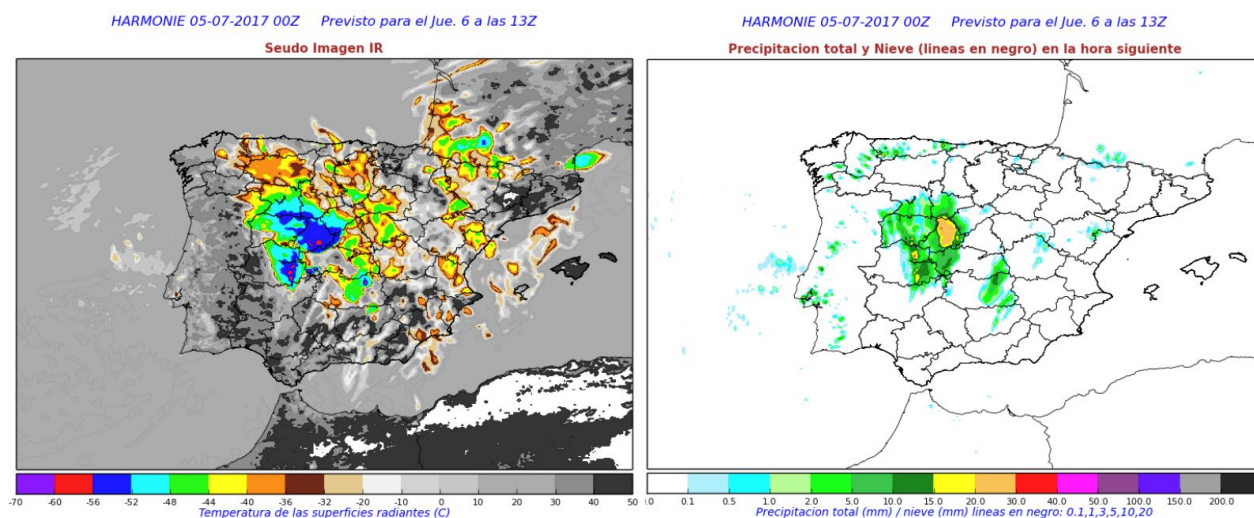 HARMONIE 05-07-2017 00Z Previsto para el Jue. 6 a las 13Z
Seudo Imagen IR
-70 -60 -56 -52 -48 -44 -40 -36 -32 -20 -10 0 10 20 30 40 50
Temperatura de las superficies radiantes (C)
HARMONIE 05-07-2017 00Z Previsto para el Jue. 6 a las 13Z
Precipitacion total y Nieve (lineas en negro) en la hora siguiente
.0 0.1 0.5 1.0 2.0 5.0 10.0 15.0 20.0 30.0 40.0 50.0 100.0 150.0 200.0
Precipitacion total (mm) / nieve (mm) lineas en negro: 0.1,1,3,5,10,20